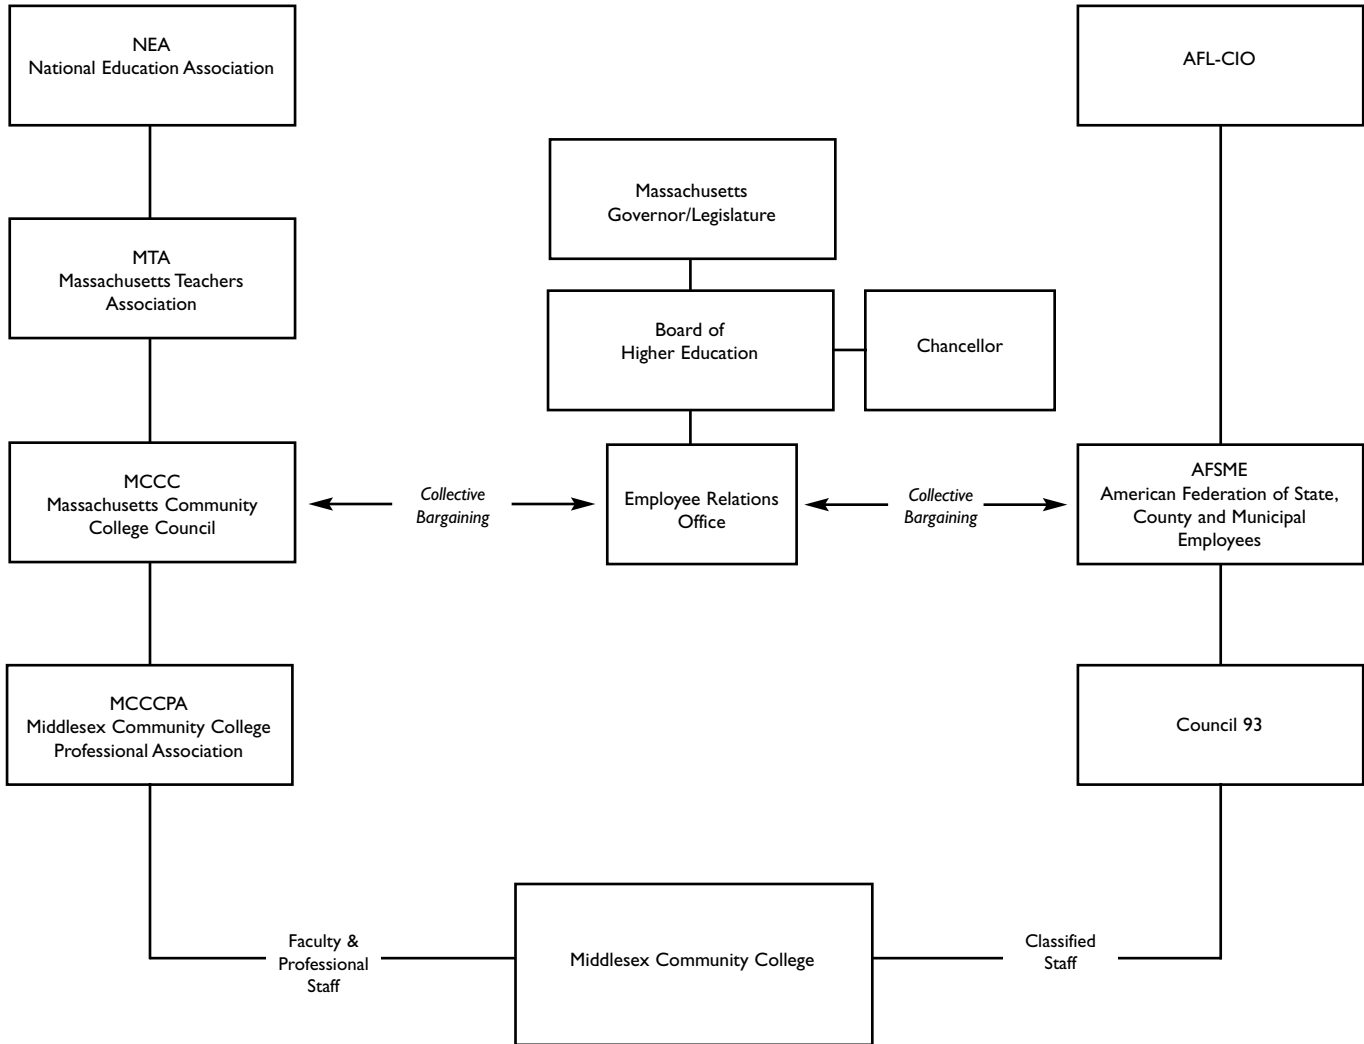 NEA
National Education Association
AFL-CIO
Massachusetts
Governor/Legislature
MTA
Massachusetts Teachers
Association
Board of
Higher Education
Chancellor
MCCC
Massachusetts Community
College Council
Collective
Bargaining
Employee Relations
Office
Collective
Bargaining
AFSME
American Federation of State,
County and Municipal
Employees
MCCCPA
Middlesex Community College
Professional Association
Council 93
Faculty &
Professional
Staff
Middlesex Community College
Classified
Staff